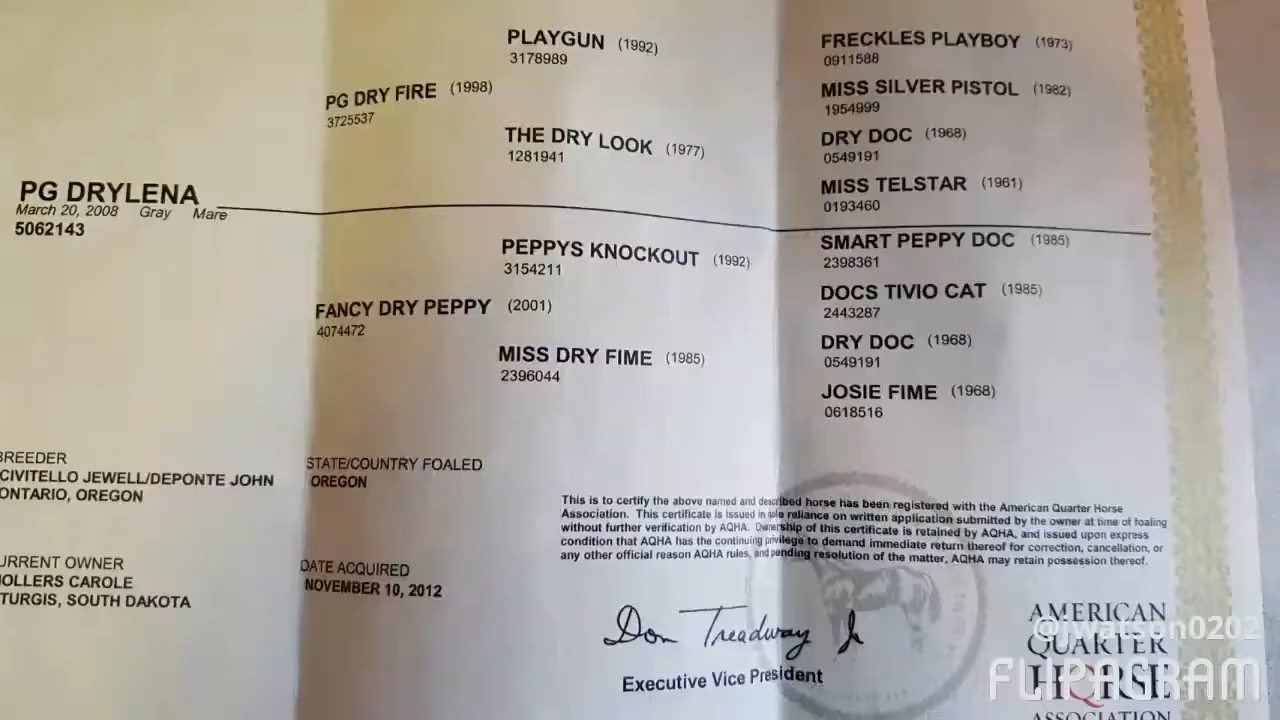 PLAYGUN (1992)
3178989
FRECKLES PLAYBOY (1973)
0911588
PG DRY FIRE (1998)
3725537
MISS SILVER PISTOL (1982)
1954999
THE DRY LOOK (1977)
1281941
DRY DOC (1968)
0549191
MISS TELSTAR (1961)
0193460
PG DRYLENA
March 20, 2008 Gray Mare
5062143
PEPPYS KNOCKOUT (1992)
3154211
SMART PEPPY DOC (1985)
2398361
DOCS TIVIO CAT (1985)
2443287
FANCY DRY PEPPY (2001)
4074472
MISS DRY FIME (1985)
2396044
DRY DOC (1968)
0549191
JOSIE FIME (1968)
0618516
BREEDER
CIVITELLO JEWELL/DEPONTE JOHN
ONTARIO, OREGON
STATE/COUNTRY FOALED
OREGON
URRENT OWNER
OLLERS CAROLE
TURGIS, SOUTH DAKOTA
DATE ACQUIRED
NOVEMBER 10, 2012
This is to certify the above named and described horse has been registered with the American Quarter Horse
Association. This certificate is issued in sole reliance on written application submitted by the owner at time of foaling
without further verification by AQHA. Ownership of this certificate is retained by AQHA, and issued upon express
condition that AQHA has the continuing privilege to demand immediate return thereof for correction, cancellation, or
any other official reason AQHA rules, and pending resolution of the matter, AQHA may retain possession thereof.
Don Treadway Jr
Executive Vice President
AMERICAN
QUARTER
HORSE
ASSOCIATION
@jwatson0202
FLIPAGRAM